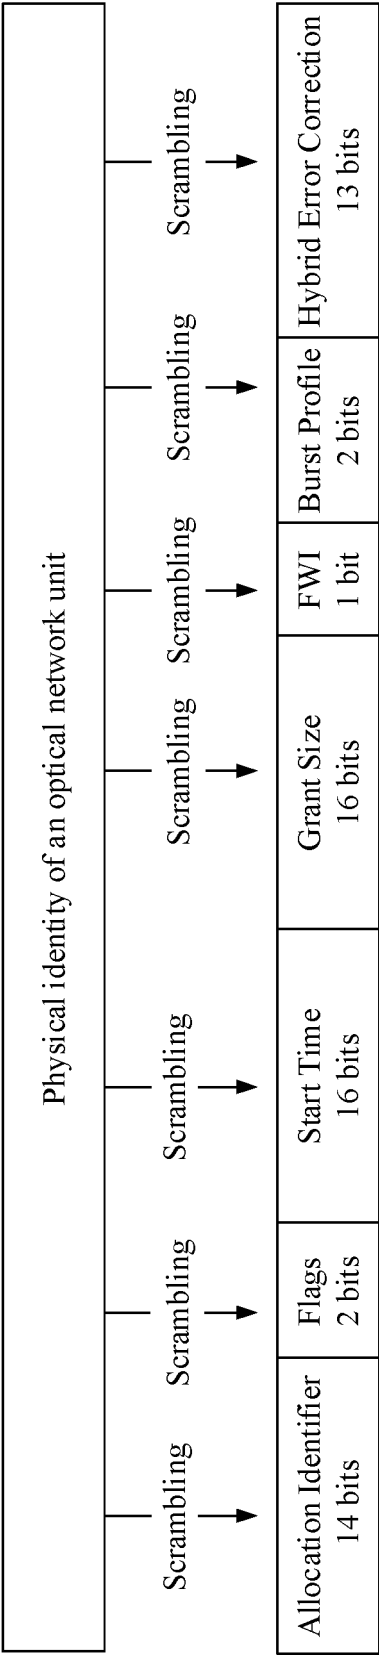 Physical identity of an optical network unit
Scrambling
Scrambling
Scrambling
Scrambling
Scrambling
Scrambling
Scrambling
Allocation Identifier
14 bits
Flags
2 bits
Start Time
16 bits
Grant Size
16 bits
FWI
1 bit
Burst Profile
2 bits
Hybrid Error Correction
13 bits